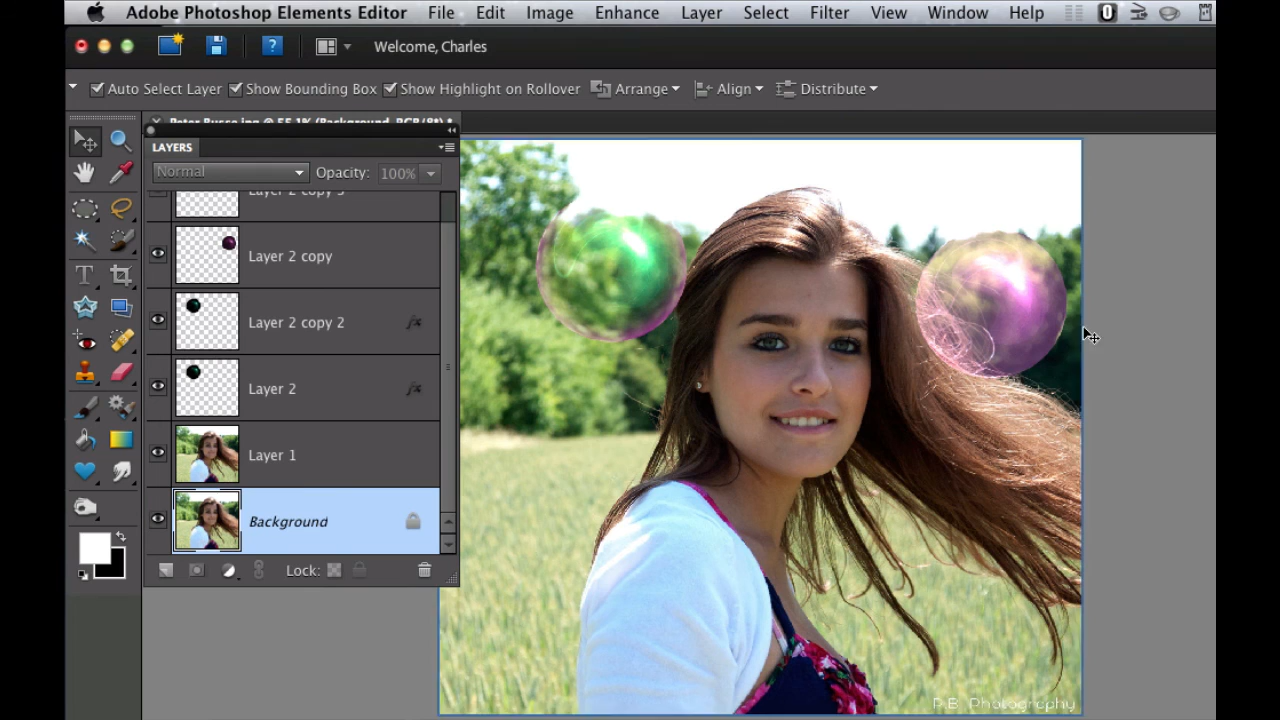 Adobe Photoshop Elements Editor File Edit Image Enhance Layer Select Filter View Window Help
Welcome, Charles
Auto Select Layer Show Bounding Box Show Highlight on Rollover Arrange Align Distribute
LAYERS
Normal Opacity: 100%
Layer 2 copy
Layer 2 copy 2 fx
Layer 2 fx
Layer 1
Background
Lock:
P.B. Photography